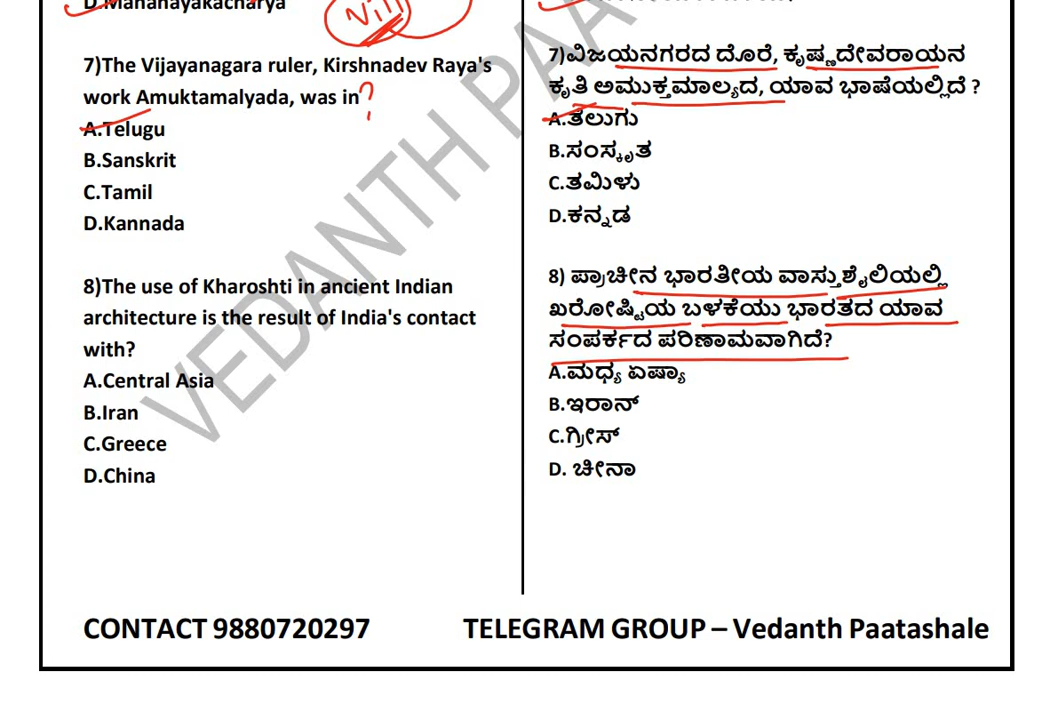 D.Mahanayakacharya
Nil
7)The Vijayanagara ruler, Kirshnadev Raya's
work Amuktamalyada, was in?
A.Telugu
B.Sanskrit
C.Tamil
D.Kannada
8)The use of Kharoshti in ancient Indian
architecture is the result of India's contact
with?
A.Central Asia
B.Iran
C.Greece
D.China
7)ವಿಜಯನಗರದ ದೊರೆ, ಕೃಷ್ಣದೇವರಾಯನ
ಕೃತಿ ಅಮುಕ್ತಮಾಲ್ಯದ, ಯಾವ ಭಾಷೆಯಲ್ಲಿದೆ ?
A.ತೆಲುಗು
B.ಸಂಸ್ಕೃತ
C.ತಮಿಳು
D.ಕನ್ನಡ
8) ಪ್ರಾಚೀನ ಭಾರತೀಯ ವಾಸ್ತುಶೈಲಿಯಲ್ಲಿ
ಖರೋಷ್ಟಿಯ ಬಳಕೆಯು ಭಾರತದ ಯಾವ
ಸಂಪರ್ಕದ ಪರಿಣಾಮವಾಗಿದೆ?
A.ಮಧ್ಯ ಏಷ್ಯಾ
B.ಇರಾನ್
C.ಗ್ರೀಸ್
D. ಚೀನಾ
VEDANTH PAA
CONTACT 9880720297
TELEGRAM GROUP – Vedanth Paatashale